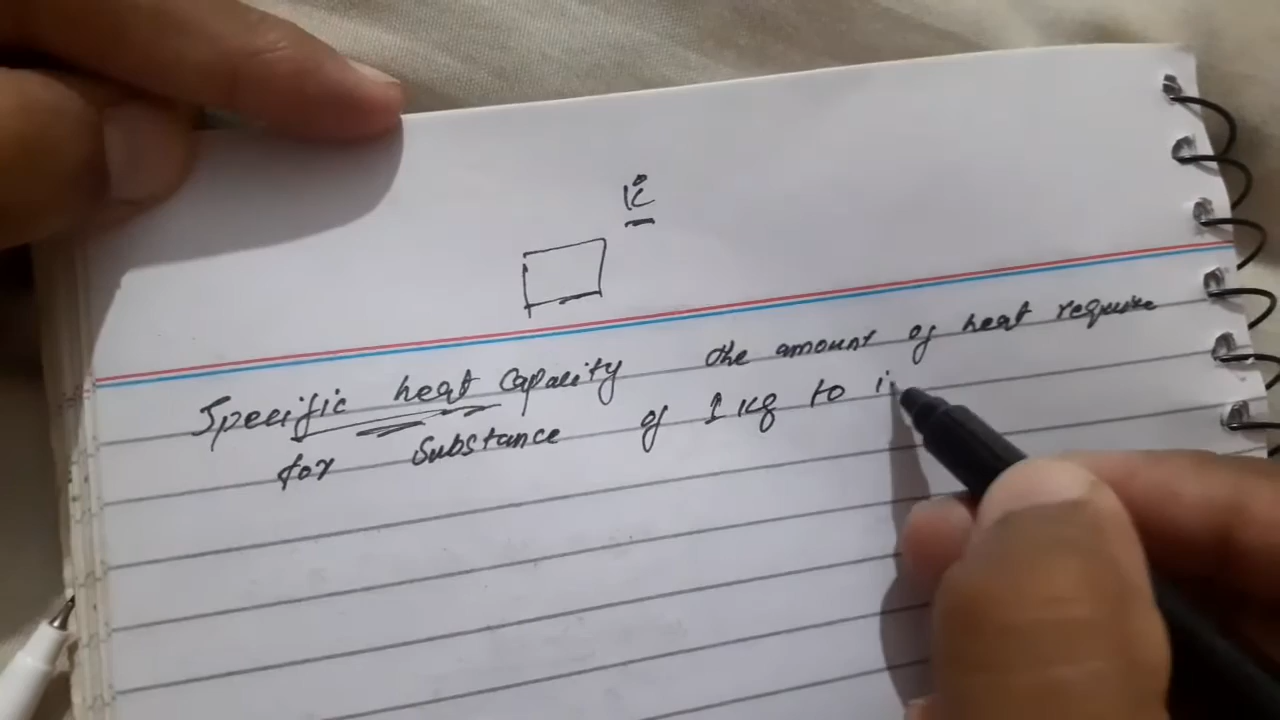 Specific heat Capacity the amount of heat require
for Substance of 1 kg to i